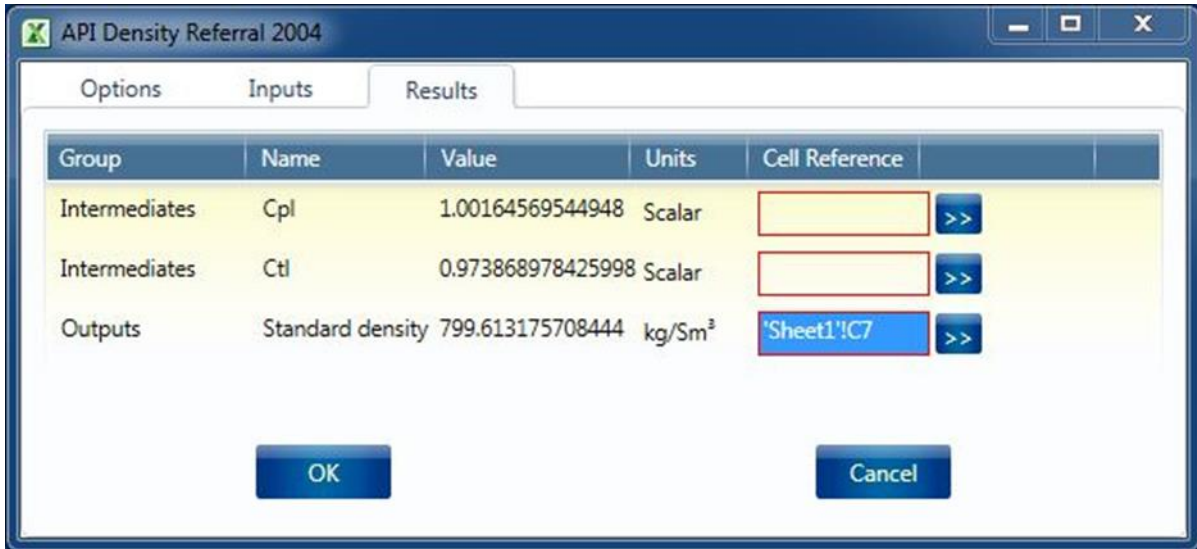 API Density Referral 2004
Options Inputs Results
Group Name Value Units Cell Reference
Intermediates Cpl 1.00164569544948 Scalar >>
Intermediates Ctl 0.973868978425998 Scalar >>
Outputs Standard density 799.613175708444 kg/Sm³ 'Sheet1'!C7 >>
OK Cancel